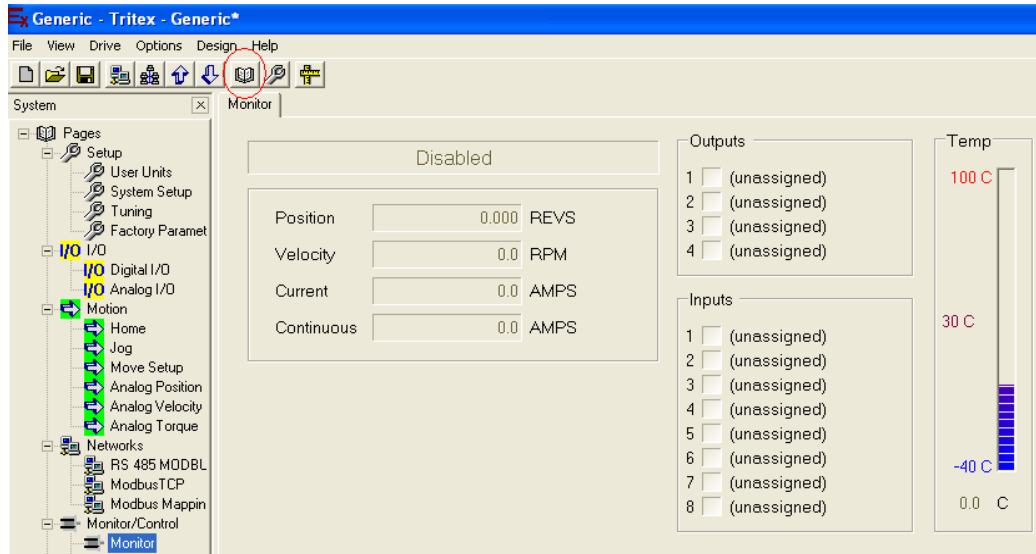 Generic - Tritex - Generic*
File View Drive Options Design Help
System
Pages
Setup
User Units
System Setup
Tuning
Factory Paramet
I/O I/O
I/O Digital I/O
I/O Analog I/O
Motion
Home
Jog
Move Setup
Analog Position
Analog Velocity
Analog Torque
Networks
RS 485 MODBL
ModbusTCP
Modbus Mappin
Monitor/Control
Monitor
Monitor
Disabled
Position 0.000 REVS
Velocity 0.0 RPM
Current 0.0 AMPS
Continuous 0.0 AMPS
Outputs
1 (unassigned)
2 (unassigned)
3 (unassigned)
4 (unassigned)
Inputs
1 (unassigned)
2 (unassigned)
3 (unassigned)
4 (unassigned)
5 (unassigned)
6 (unassigned)
7 (unassigned)
8 (unassigned)
Temp
100 C
30 C
-40 C
0.0 C